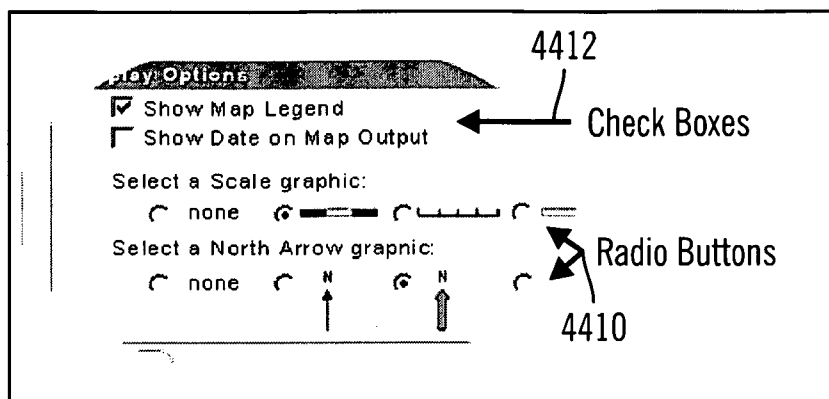 4412
play Options
Show Map Legend
Check Boxes
Show Date on Map Output
Select a Scale graphic:
none
Radio Buttons
Select a North Arrow graphic:
none N N
4410